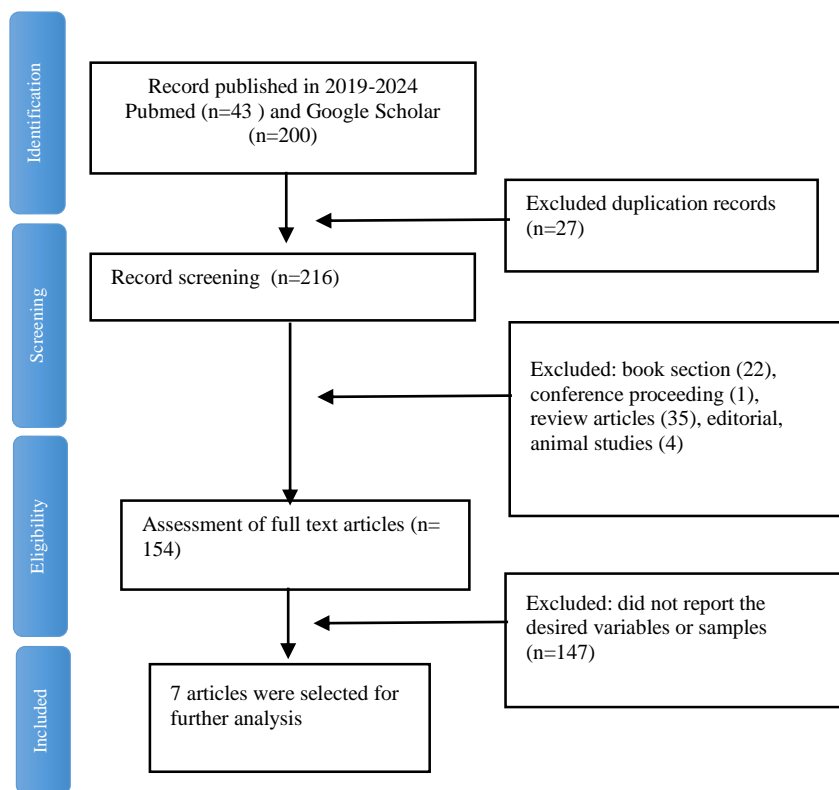 Identification
Record published in 2019-2024
Pubmed (n=43 ) and Google Scholar
(n=200)
Excluded duplication records
(n=27)
Screening
Record screening (n=216)
Excluded: book section (22),
conference proceeding (1),
review articles (35), editorial,
animal studies (4)
Eligibility
Assessment of full text articles (n=
154)
Excluded: did not report the
desired variables or samples
(n=147)
Included
7 articles were selected for
further analysis